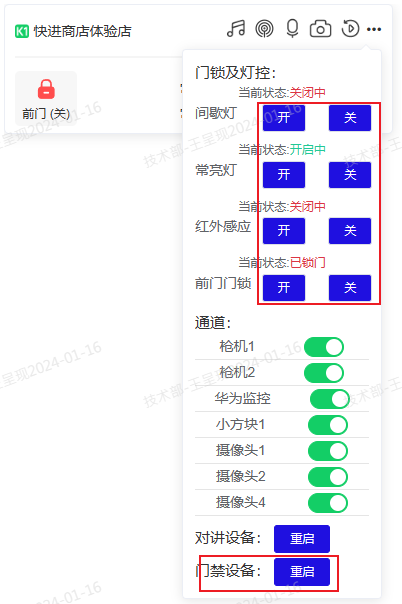 K1 快进商店体验店
前门 (关)
门锁及灯控：
当前状态:关闭中
间歇灯 开 关
当前状态:开启中
常亮灯 开 关
当前状态:关闭中
红外感应 开 关
当前状态:已锁门
前门门锁 开 关
通道：
枪机1
枪机2
华为监控
小方块1
摄像头1
摄像头2
摄像头4
对讲设备： 重启
门禁设备： 重启
技术部-王呈现2024-01-16